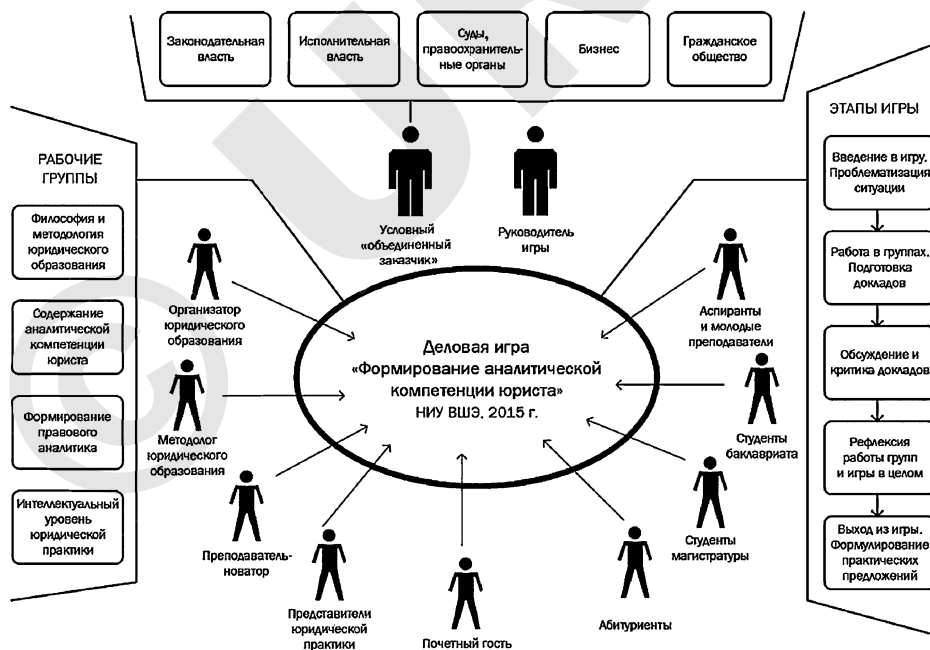 Законодательная
власть
Исполнительная
власть
Суды,
правоохранитель-
ные органы
Бизнес
Гражданское
общество
РАБОЧИЕ
ГРУППЫ
Философия и
методология
юридического
образования
Содержание
аналитической
компетенции
юриста
Формирование
правового
аналитика
Интеллектуальный
уровень
юридической
практики
Условный
«объединенный
заказчик»
Руководитель
игры
Организатор
юридического
образования
Методолог
юридического
образования
Преподаватель-
новатор
Представители
юридической
практики
Почетный гость
Абитуриенты
Студенты
магистратуры
Студенты
баклавриата
Аспиранты
и молодые
преподаватели
Деловая игра
«Формирование аналитической
компетенции юриста»
НИУ ВШЭ, 2015 г.
ЭТАПЫ ИГРЫ
Введение в игру.
Проблематизация
ситуации
Работа в группах.
Подготовка
докладов
Обсуждение и
критика докладов
Рефлексия
работы групп
и игры в целом
Выход из игры.
Формулирование
практических
предложений